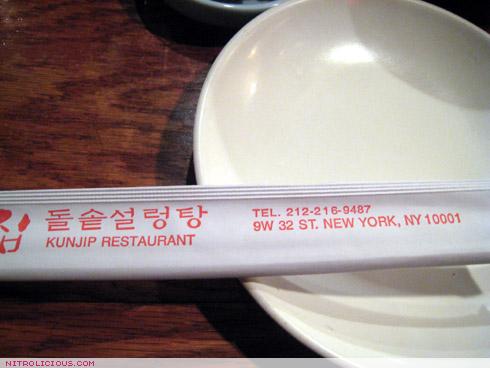 집 돌솥설렁탕
KUNJIP RESTAURANT
TEL. 212-216-9487
9W 32 ST. NEW YORK, NY 10001
NITROLICIOUS.COM